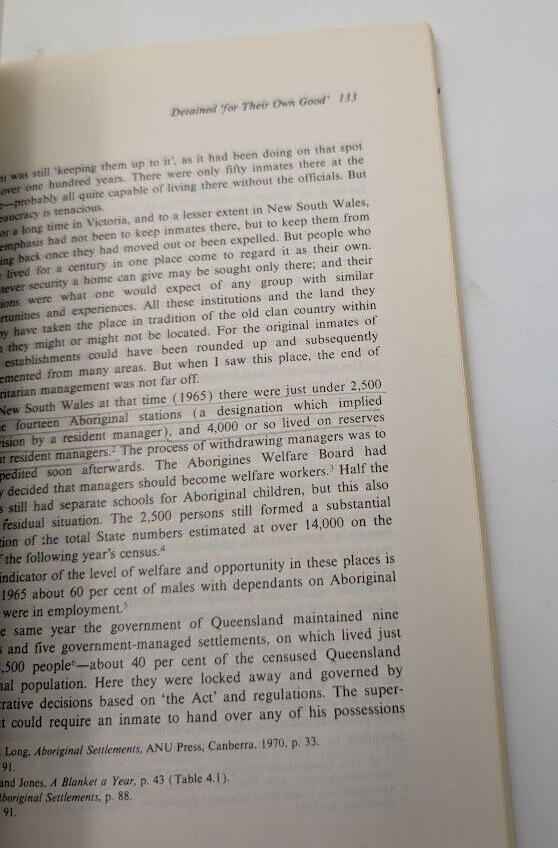 Detained 'for Their Own Good' 133
was still 'keeping them up to it', as it had been doing on that spot
over one hundred years. There were only fifty inmates there at the
—probably all quite capable of living there without the officials. But
is tenacious.
a long time in Victoria, and to a lesser extent in New South Wales,
emphasis had not been to keep inmates there, but to keep them from
back once they had moved out or been expelled. But people who
lived for a century in one place come to regard it as their own.
security a home can give may be sought only there; and their
were what one would expect of any group with similar
and experiences. All these institutions and the land they
have taken the place in tradition of the old clan country within
they might or might not be located. For the original inmates of
establishments could have been rounded up and subsequently
from many areas. But when I saw this place, the end of
management was not far off.
New South Wales at that time (1965) there were just under 2,500
fourteen Aboriginal stations (a designation which implied
by a resident manager), and 4,000 or so lived on reserves
resident managers.² The process of withdrawing managers was to
soon afterwards. The Aborigines Welfare Board had
decided that managers should become welfare workers.³ Half the
still had separate schools for Aboriginal children, but this also
residual situation. The 2,500 persons still formed a substantial
of the total State numbers estimated at over 14,000 on the
the following year's census.⁴
indicator of the level of welfare and opportunity in these places is
1965 about 60 per cent of males with dependants on Aboriginal
were in employment.⁵
same year the government of Queensland maintained nine
and five government-managed settlements, on which lived just
,500 people⁶—about 40 per cent of the censused Queensland
population. Here they were locked away and governed by
decisions based on 'the Act' and regulations. The super-
could require an inmate to hand over any of his possessions
Long, Aboriginal Settlements, ANU Press, Canberra, 1970, p. 33.
91.
and Jones, A Blanket a Year, p. 43 (Table 4.1).
Settlements, p. 88.
91.